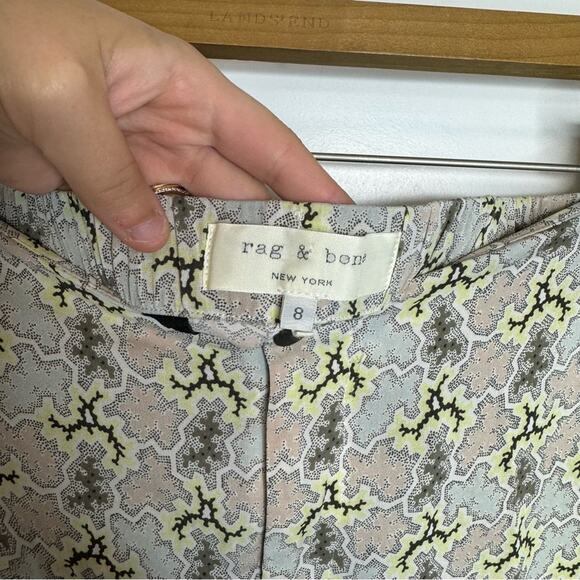 LANDS' END
rag & bone
NEW YORK
8